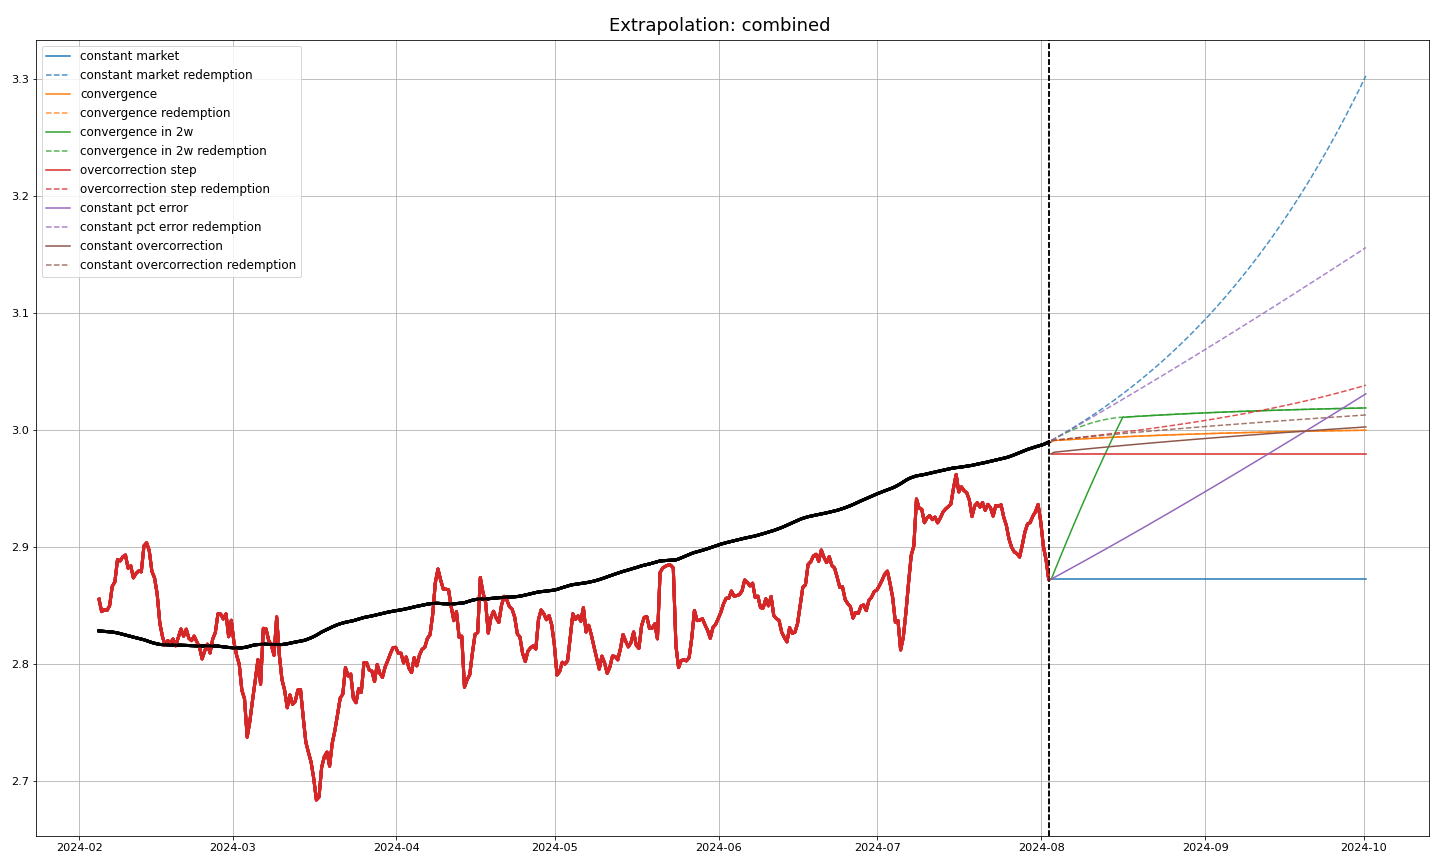 Extrapolation: combined
constant market
constant market redemption
convergence
convergence redemption
convergence in 2w
convergence in 2w redemption
overcorrection step
overcorrection step redemption
constant pct error
constant pct error redemption
constant overcorrection
constant overcorrection redemption
3.3
3.2
3.1
3.0
2.9
2.8
2.7
2024-02 2024-03 2024-04 2024-05 2024-06 2024-07 2024-08 2024-09 2024-10